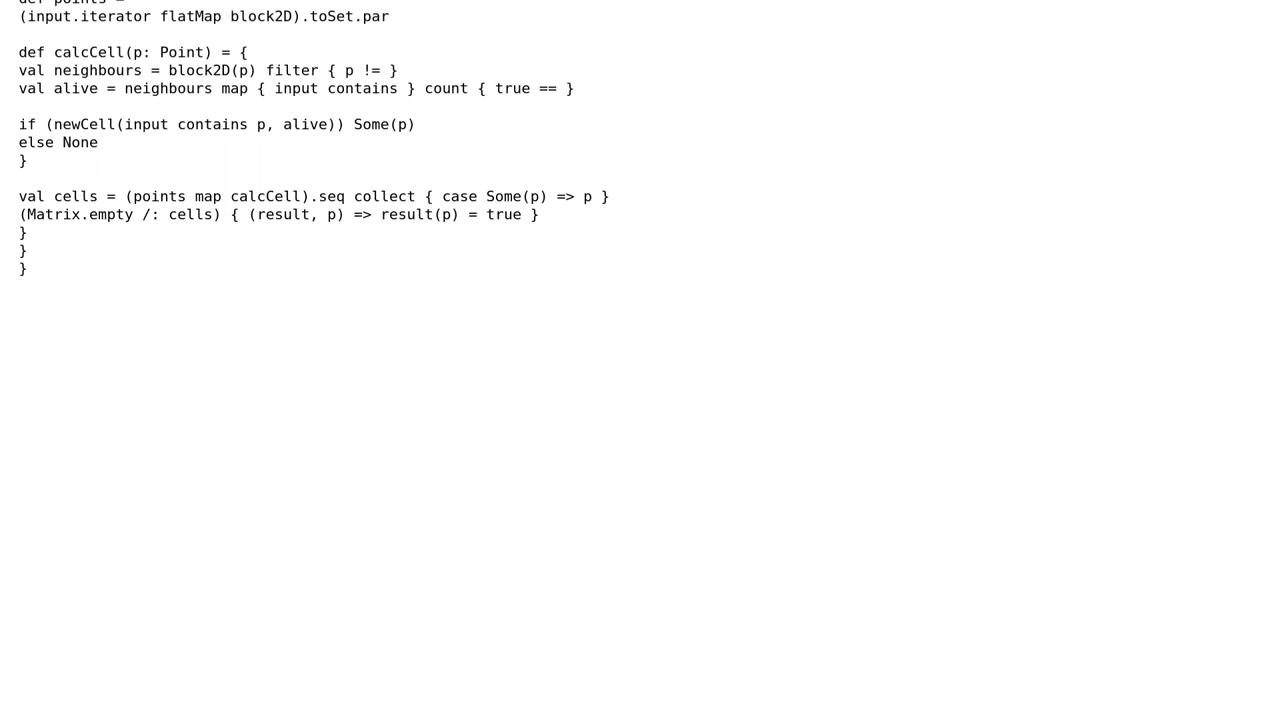 def points =
(input.iterator flatMap block2D).toSet.par
def calcCell(p: Point) = {
val neighbours = block2D(p) filter { p != }
val alive = neighbours map { input contains } count { true == }
if (newCell(input contains p, alive)) Some(p)
else None
}
val cells = (points map calcCell).seq collect { case Some(p) => p }
(Matrix.empty /: cells) { (result, p) => result(p) = true }
}
}
}